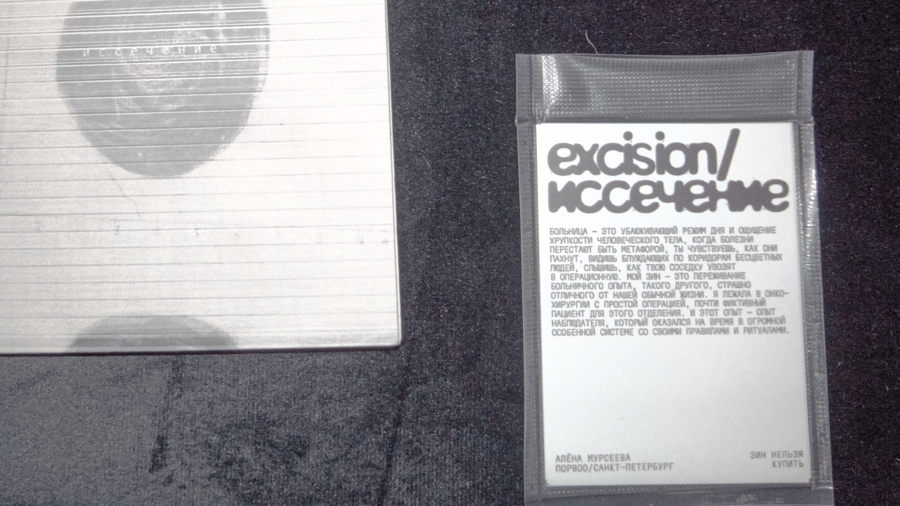 иссечение
excision/
иссечение
БОЛЬНИЦА – ЭТО УБАЮКИВАЮЩИЙ РЕЖИМ ДНЯ И ОЩУЩЕНИЕ
ХРУПКОСТИ ЧЕЛОВЕЧЕСКОГО ТЕЛА, КОГДА БОЛЕЗНИ
ПЕРЕСТАЮТ БЫТЬ МЕТАФОРОЙ, ТЫ ЧУВСТВУЕШЬ, КАК ОНИ
ПАХНУТ, ВИДИШЬ БЛУЖДАЮЩИХ ПО КОРИДОРАМ БЕСЦВЕТНЫХ
ЛЮДЕЙ, СЛЫШИШЬ, КАК ТВОЮ СОСЕДКУ УВОЗЯТ
В ОПЕРАЦИОННУЮ. МОЙ ЗИН – ЭТО ПЕРЕЖИВАНИЕ
БОЛЬНИЧНОГО ОПЫТА, ТАКОГО ДРУГОГО, СТРАШНО
ОТЛИЧНОГО ОТ НАШЕЙ ОБЫЧНОЙ ЖИЗНИ. Я ЛЕЖАЛА В ОНКО-
ХИРУРГИИ С ПРОСТОЙ ОПЕРАЦИЕЙ, ПОЧТИ ФИКТИВНЫЙ
ПАЦИЕНТ ДЛЯ ЭТОГО ОТДЕЛЕНИЯ. И ЭТОТ ОПЫТ – ОПЫТ
НАБЛЮДАТЕЛЯ, КОТОРЫЙ ОКАЗАЛСЯ НА ВРЕМЯ В ОГРОМНОЙ
ОСОБЕННОЙ СИСТЕМЕ СО СВОИМИ ПРАВИЛАМИ И РИТУАЛАМИ.
АЛЁНА МУРСЕЕВА
ПОР800/САНКТ-ПЕТЕРБУРГ
ЗИН НЕЛЬЗЯ
КУПИТЬ